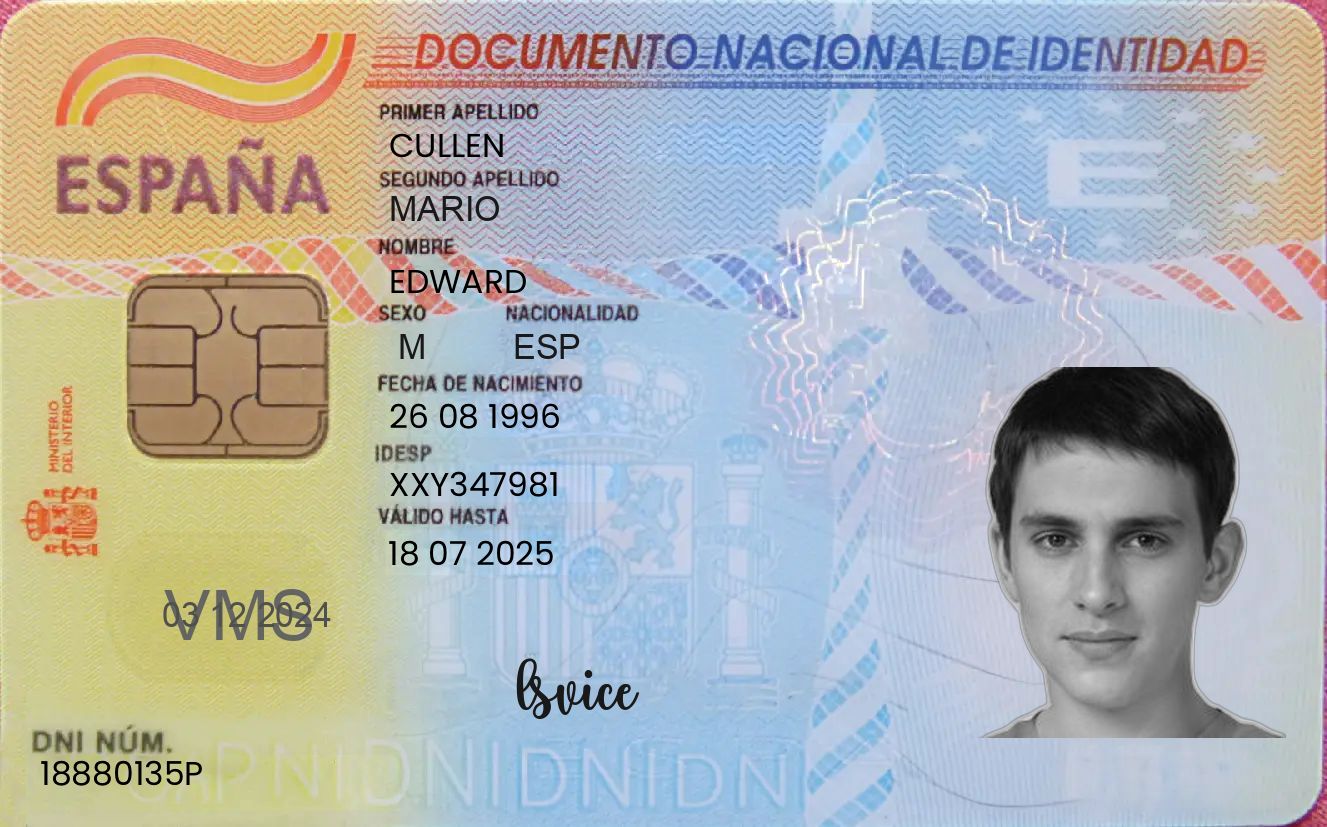 DOCUMENTO NACIONAL DE IDENTIDAD
ESPAÑA
PRIMER APELLIDO
CULLEN
SEGUNDO APELLIDO
MARIO
NOMBRE
EDWARD
SEXO NACIONALIDAD
M ESP
FECHA DE NACIMIENTO
26 08 1996
IDESP
XXY347981
VÁLIDO HASTA
18 07 2025
MINISTERIO
DEL INTERIOR
E
VMS
03 12 2024
DNI NÚM.
18880135P